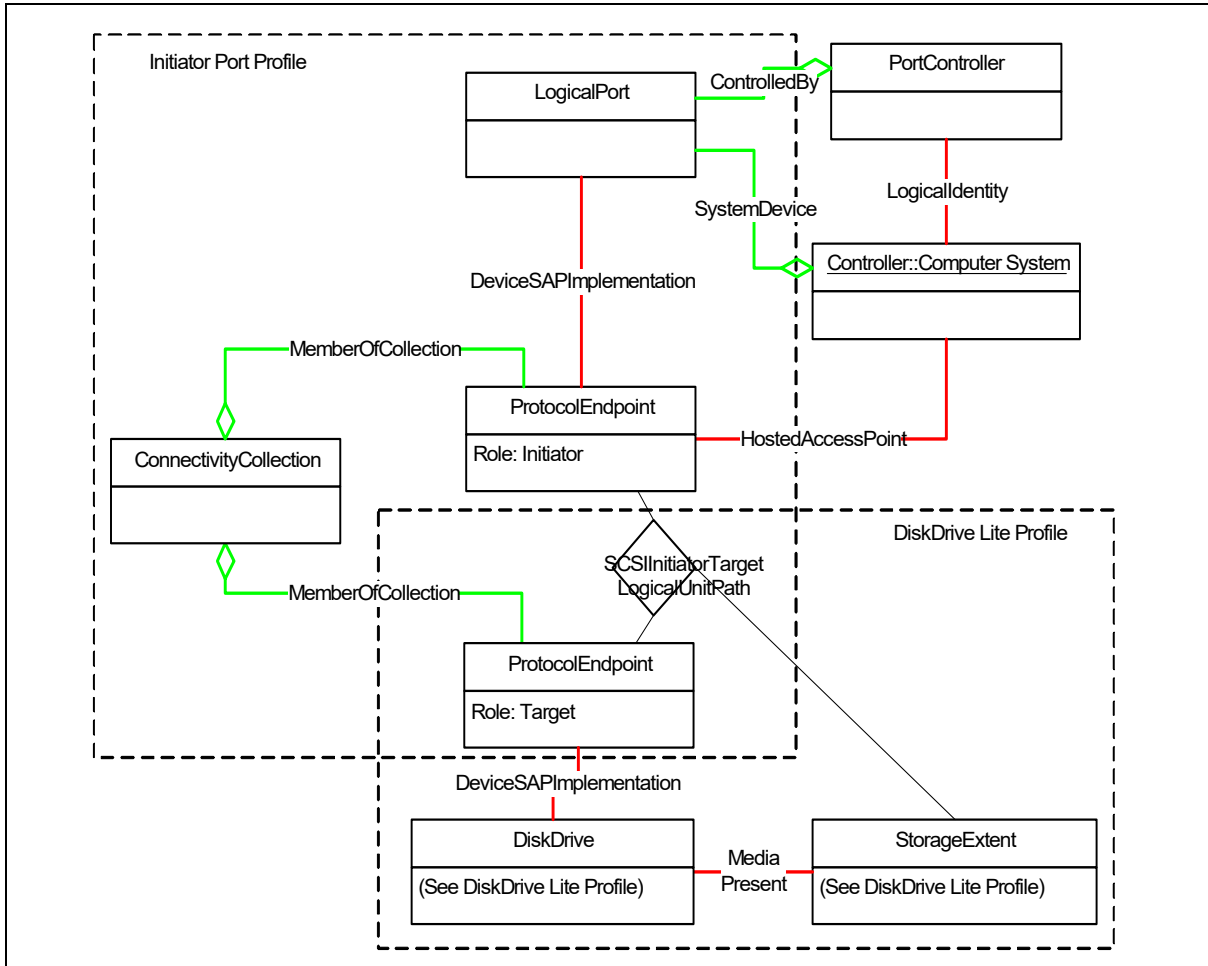 Initiator Port Profile
PortController
ControlledBy
LogicalPort
LogicalIdentity
SystemDevice
Controller::Computer System
DeviceSAPImplementation
MemberOfCollection
ProtocolEndpoint
Role: Initiator
HostedAccessPoint
ConnectivityCollection
DiskDrive Lite Profile
SCSIInitiatorTarget
LogicalUnitPath
MemberOfCollection
ProtocolEndpoint
Role: Target
DeviceSAPImplementation
DiskDrive
(See DiskDrive Lite Profile)
Media
Present
StorageExtent
(See DiskDrive Lite Profile)